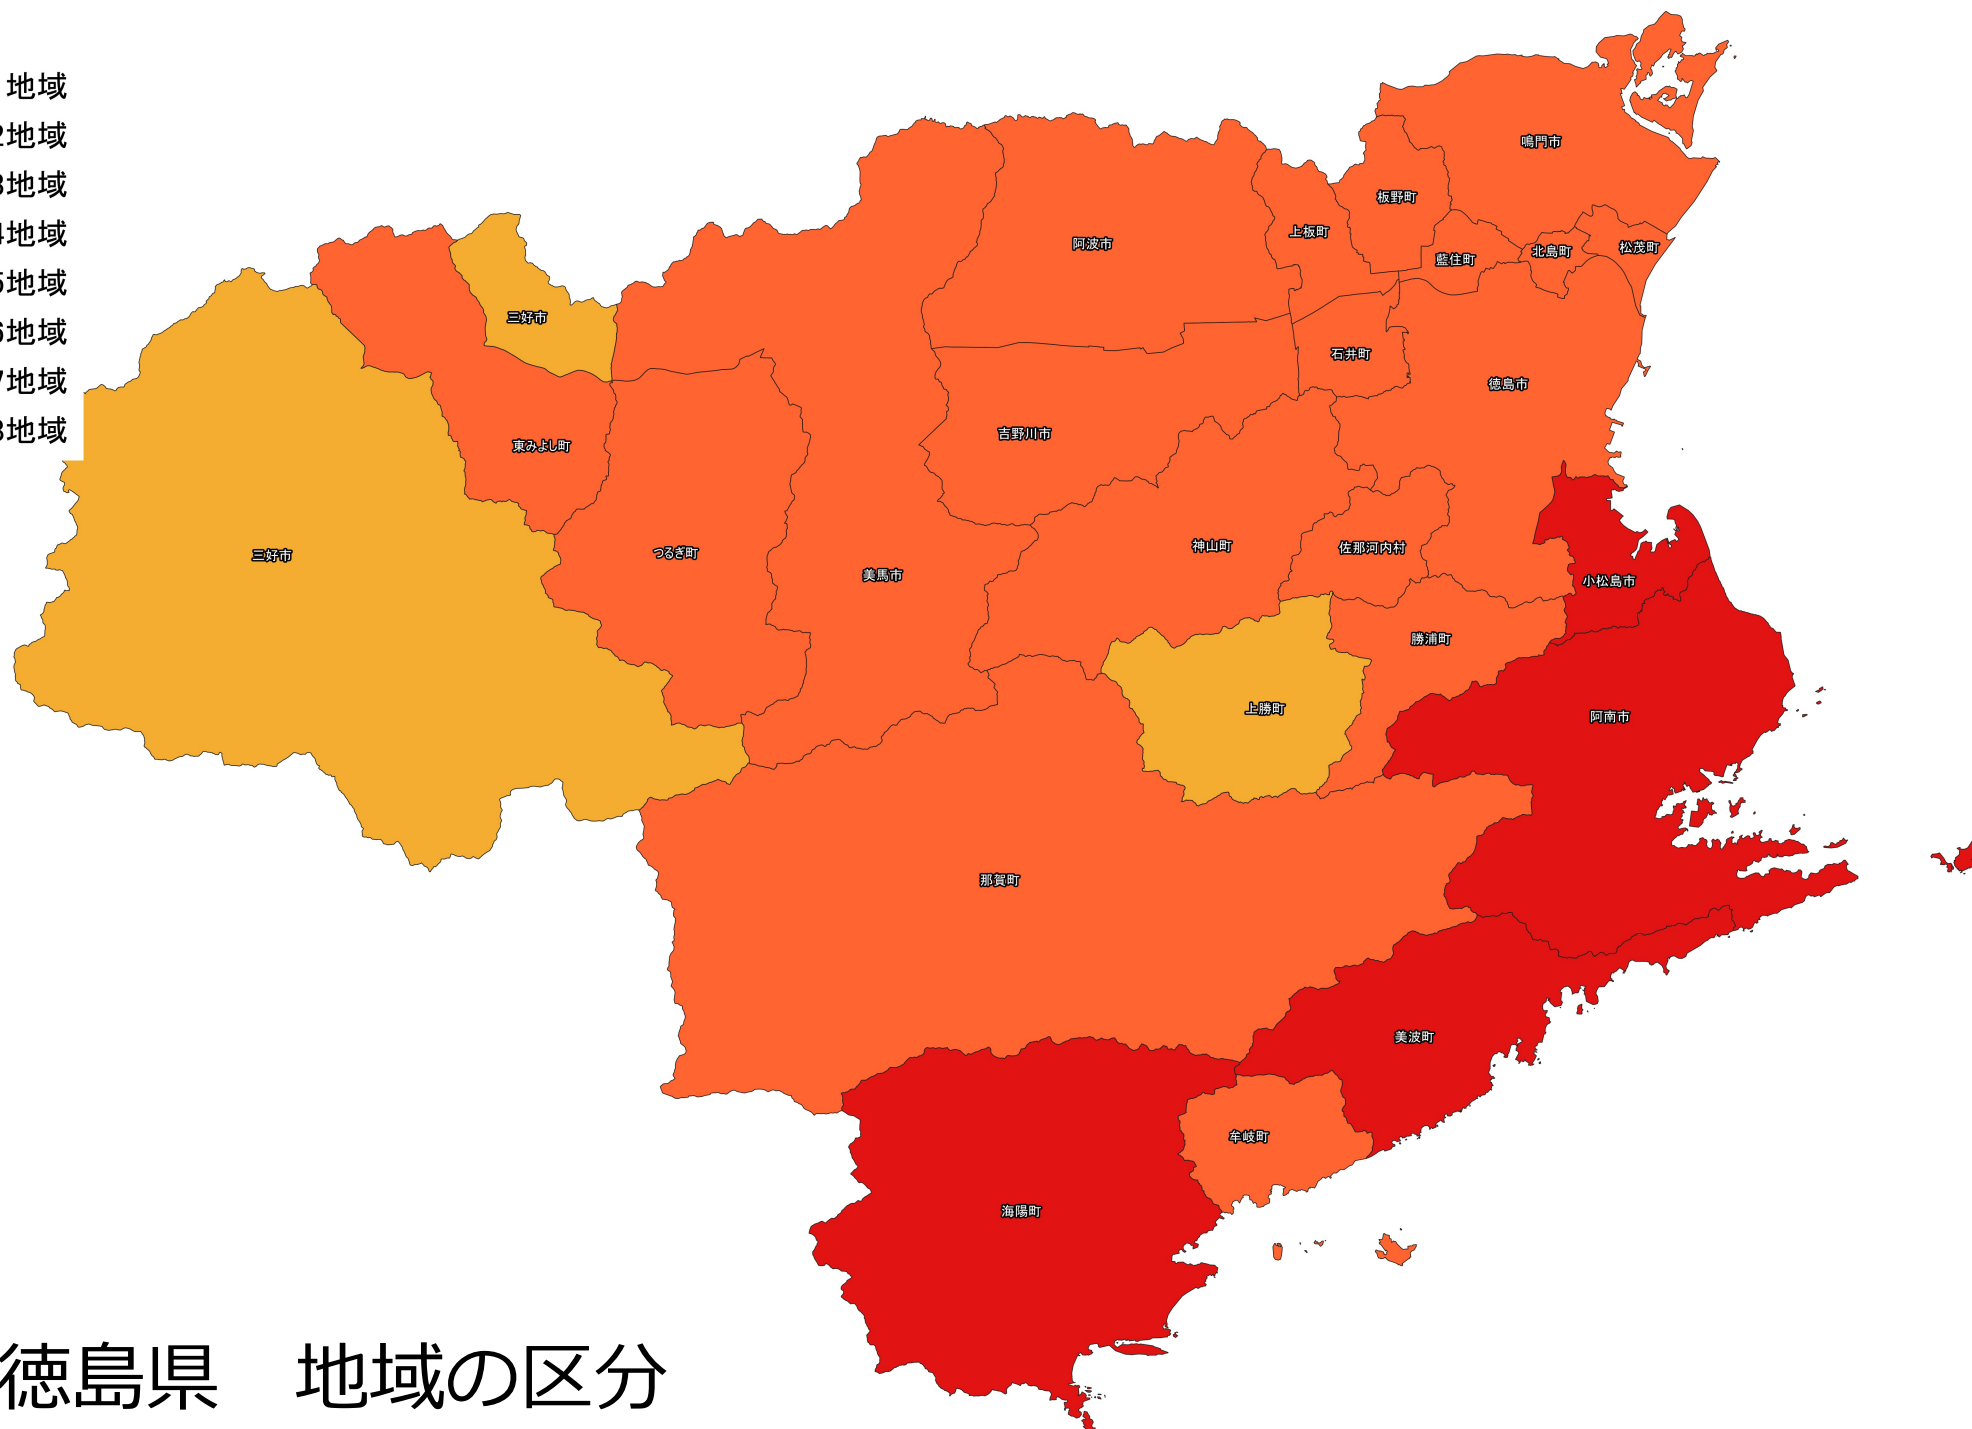 地域
2地域
3地域
4地域
5地域
6地域
7地域
8地域
鳴門市
板野町
上板町
阿波市
松茂町
北島町
藍住町
三好市
石井町
徳島市
吉野川市
東みよし町
神山町
佐那河内村
つるぎ町
三好市
美馬市
小松島市
勝浦町
上勝町
阿南市
那賀町
美波町
牟岐町
海陽町
徳島県　地域の区分